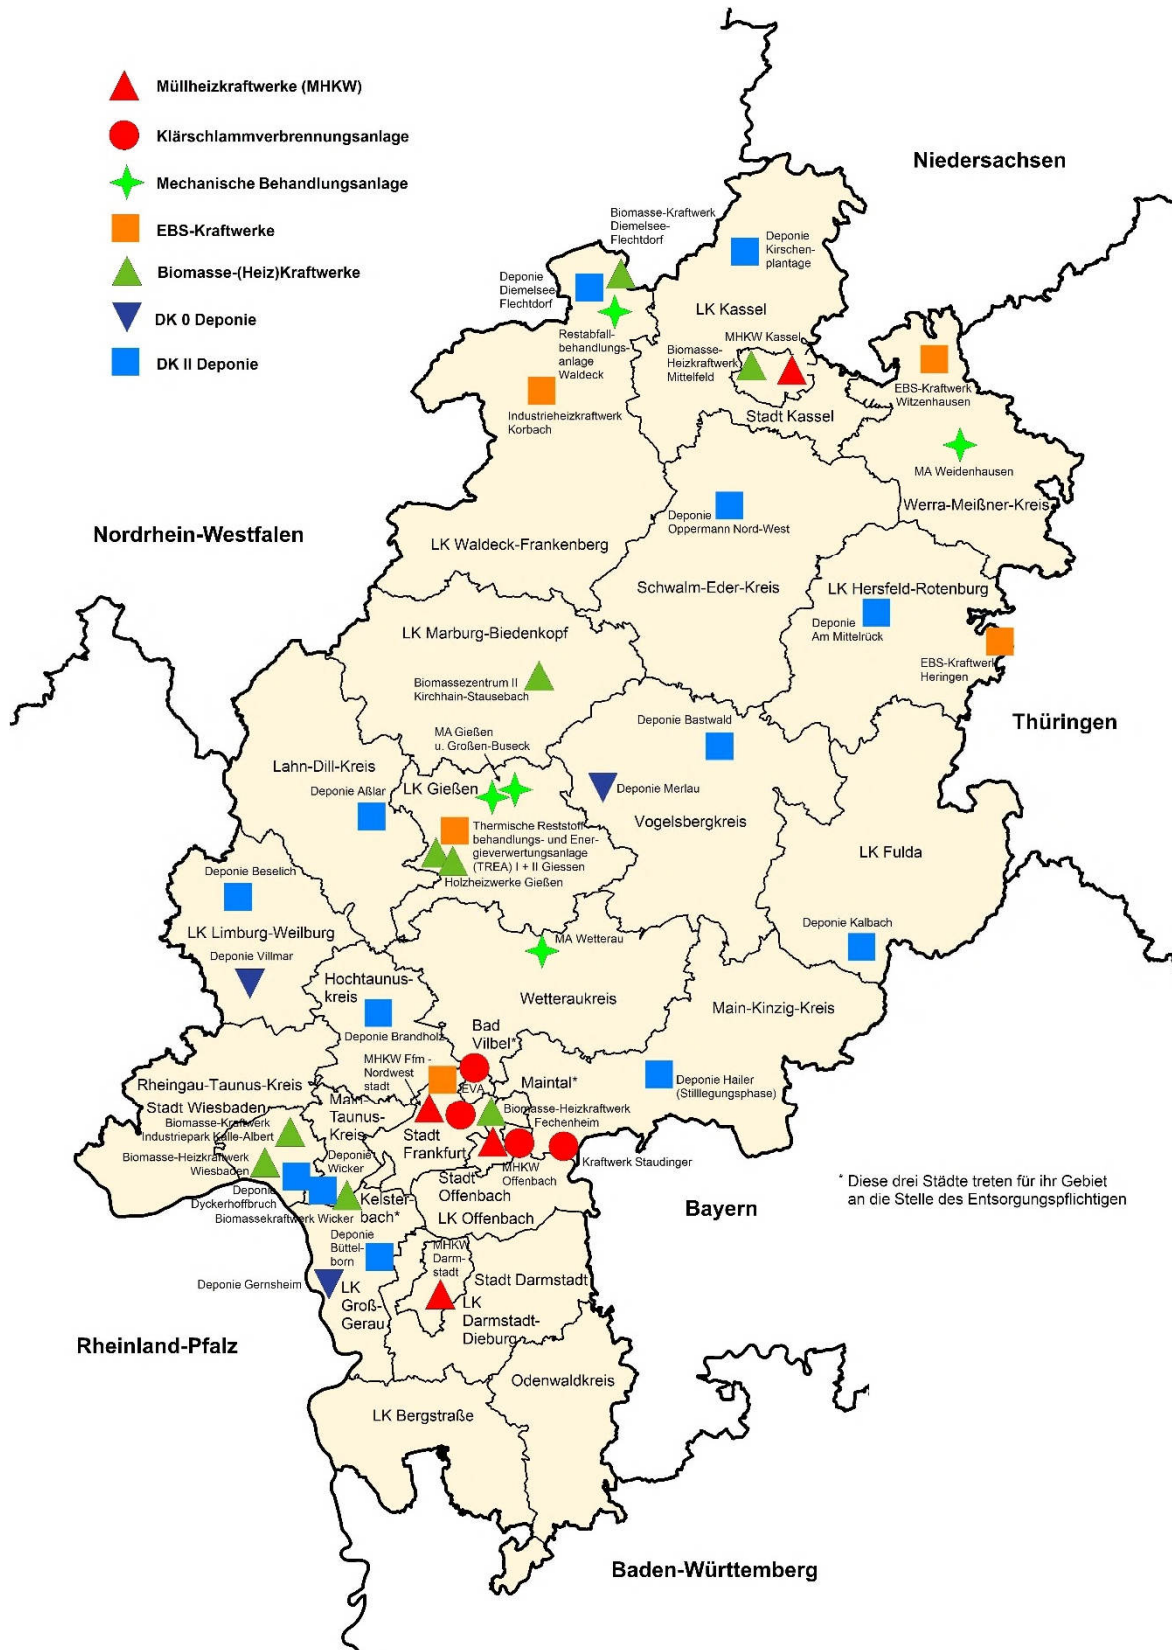 Müllheizkraftwerke (MHKW)
Klärschlammverbrennungsanlage
Mechanische Behandlungsanlage
EBS-Kraftwerke
Biomasse-(Heiz)Kraftwerke
DK 0 Deponie
DK II Deponie
Niedersachsen
Biomasse-Kraftwerk
Diemelsee-
Flechtdorf
Deponie
Kirschen-
plantage
Deponie
Diemelsee-
Flechtdorf
LK Kassel
Restabfall-
behandlungs-
anlage
Waldeck
MHKW Kassel
Biomasse-
Heizkraftwerk
Mittelfeld
Stadt Kassel
EBS-Kraftwerk
Witzenhausen
Industrieheizkraftwerk
Korbach
MA Weidenhausen
Werra-Meißner-Kreis
Deponie
Oppermann Nord-West
Nordrhein-Westfalen
LK Waldeck-Frankenberg
Schwalm-Eder-Kreis
LK Hersfeld-Rotenburg
Deponie
Am Mittelrück
LK Marburg-Biedenkopf
EBS-Kraftwerk
Heringen
Biomassezentrum II
Kirchhain-Stausebach
Thüringen
Deponie Bastwald
MA Gießen
u. Großen-Buseck
Lahn-Dill-Kreis
Deponie Aßlar
LK Gießen
Deponie Merlau
Vogelsbergkreis
Thermische Reststoff-
behandlungs- und Ener-
gieverwertungsanlage
(TREA) I + II Giessen
Holzheizwerke Gießen
LK Fulda
Deponie Beselich
LK Limburg-Weilburg
Deponie Villmar
Deponie Kalbach
MA Wetterau
Wetteraukreis
Hochtaunus-
kreis
Deponie Brandholz
Main-Kinzig-Kreis
Bad
Vilbel*
MHKW Ffm -
Nordwest
stadt
EVA
Maintal*
Deponie Hailer
(Stilllegungsphase)
Rheingau-Taunus-Kreis
Stadt Wiesbaden
Biomasse-Kraftwerk
Industriepark Kalle-Albert
Main-
Taunus-
Kreis
Biomasse-Heizkraftwerk
Fechenheim
Stadt
Frankfurt
Biomasse-Heizkraftwerk
Wiesbaden
Deponie
Wicker
MHKW
Offenbach
Kraftwerk Staudinger
Deponie
Dyckerhoffbruch
Biomassekraftwerk Wicker
Kelster-
bach*
Stadt
Offenbach
LK Offenbach
* Diese drei Städte treten für ihr Gebiet
an die Stelle des Entsorgungspflichtigen
Bayern
Deponie
Büttel-
born
MHKW
Darm-
stadt
Stadt Darmstadt
Deponie Gernsheim
LK
Groß-
Gerau
LK
Darmstadt-
Dieburg
Rheinland-Pfalz
Odenwaldkreis
LK Bergstraße
Baden-Württemberg